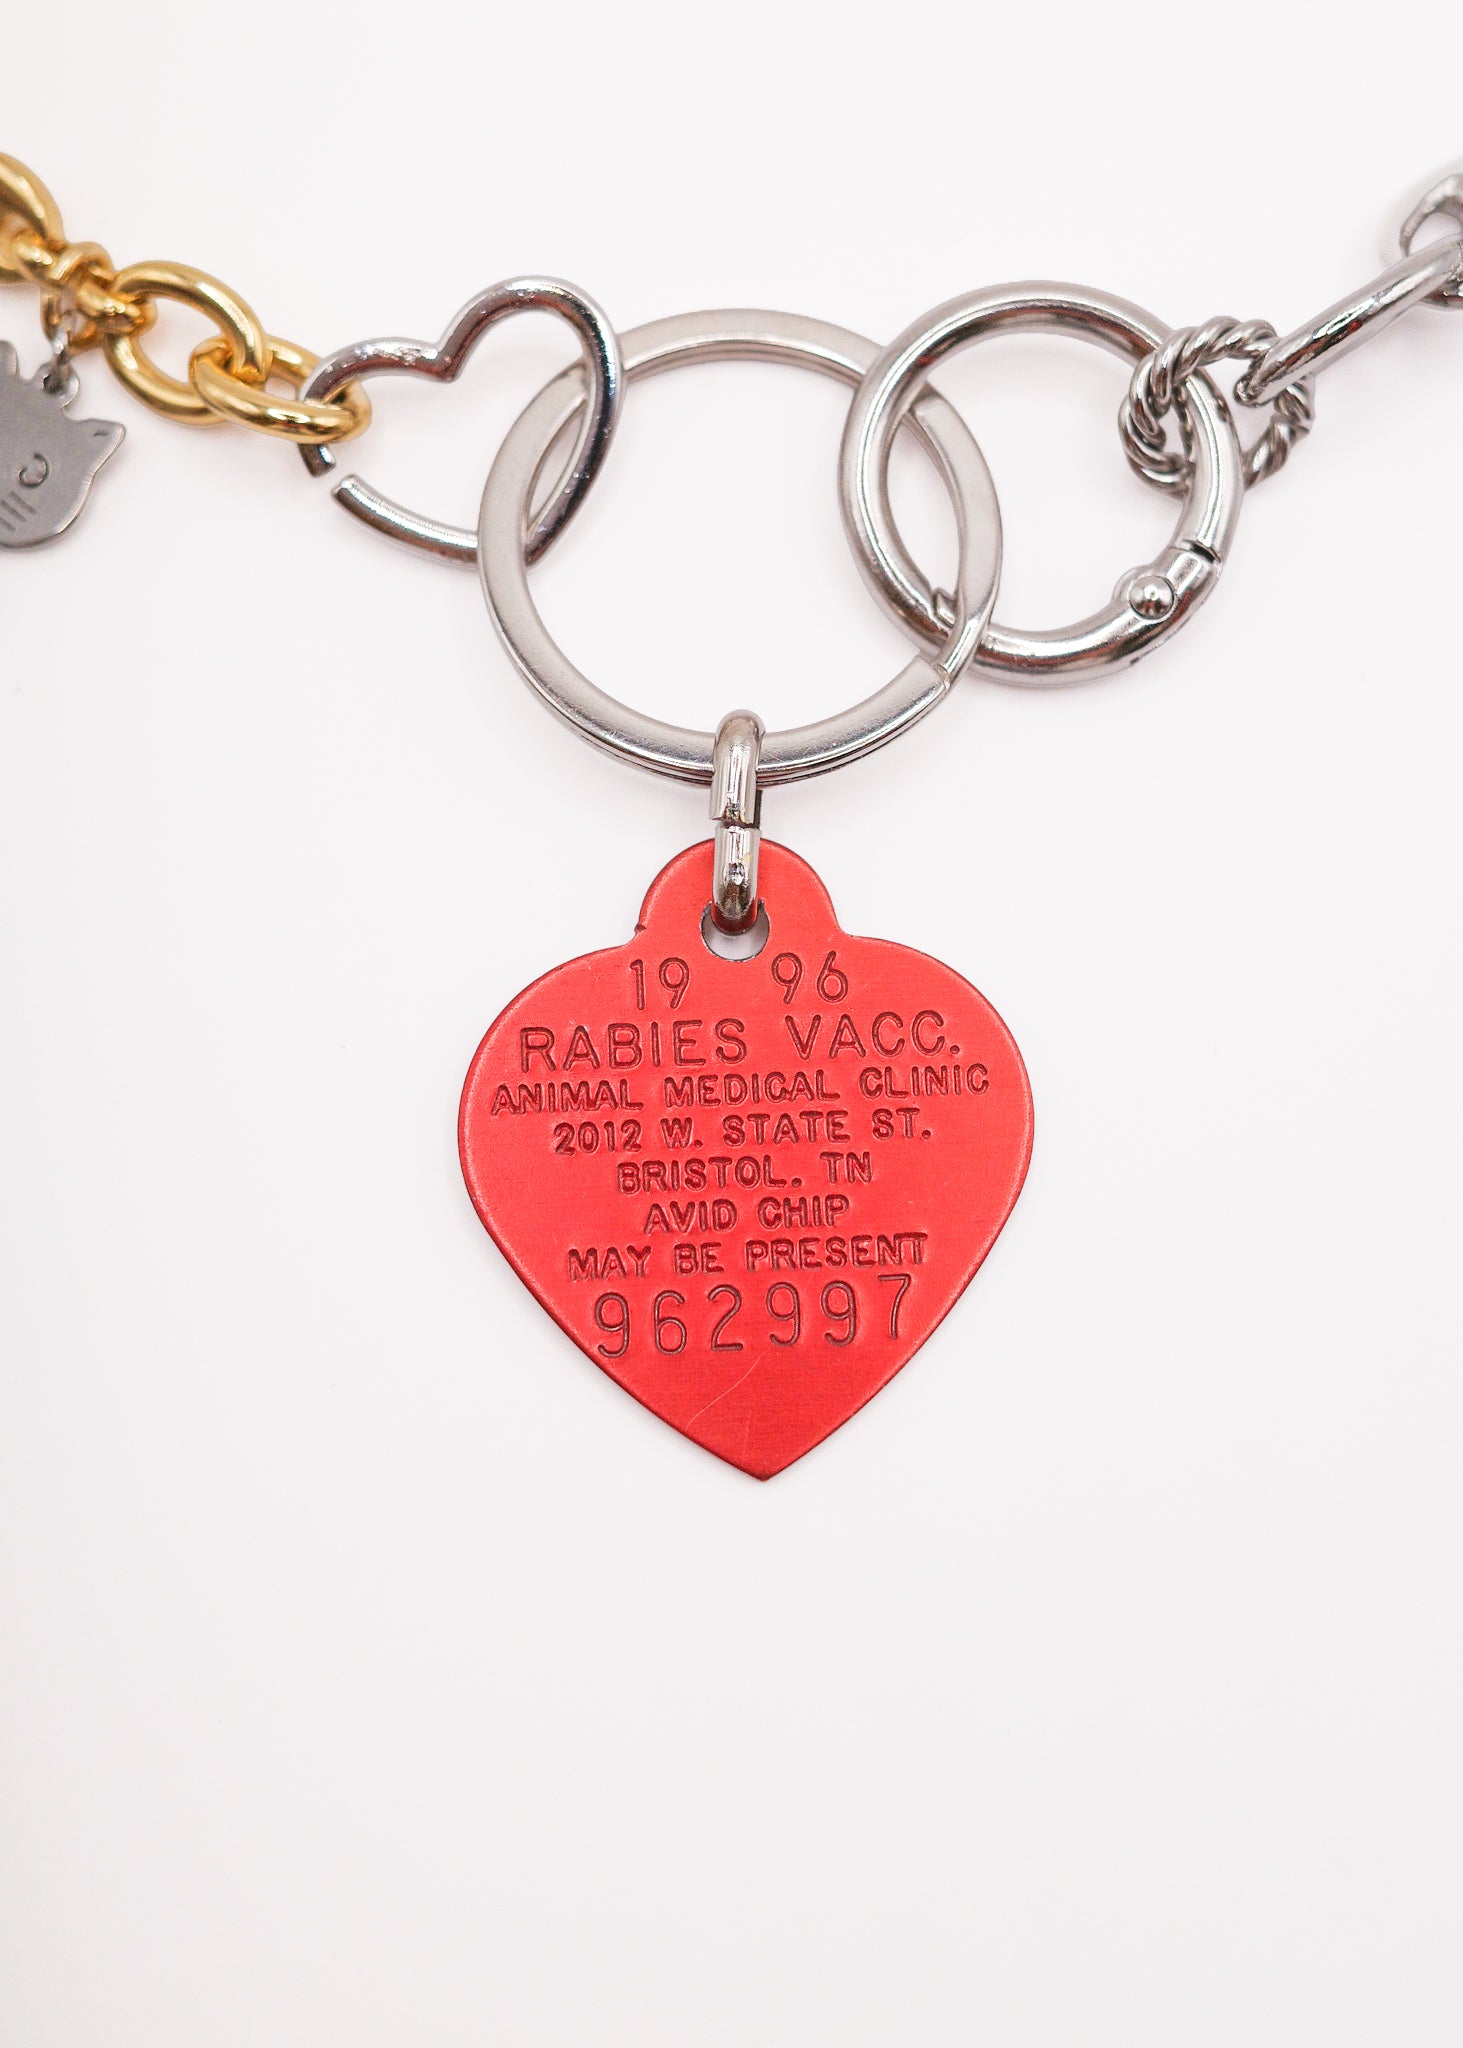 19 96
RABIES VACC.
ANIMAL MEDICAL CLINIC
2012 W. STATE ST.
BRISTOL. TN
AVID CHIP
MAY BE PRESENT
962997